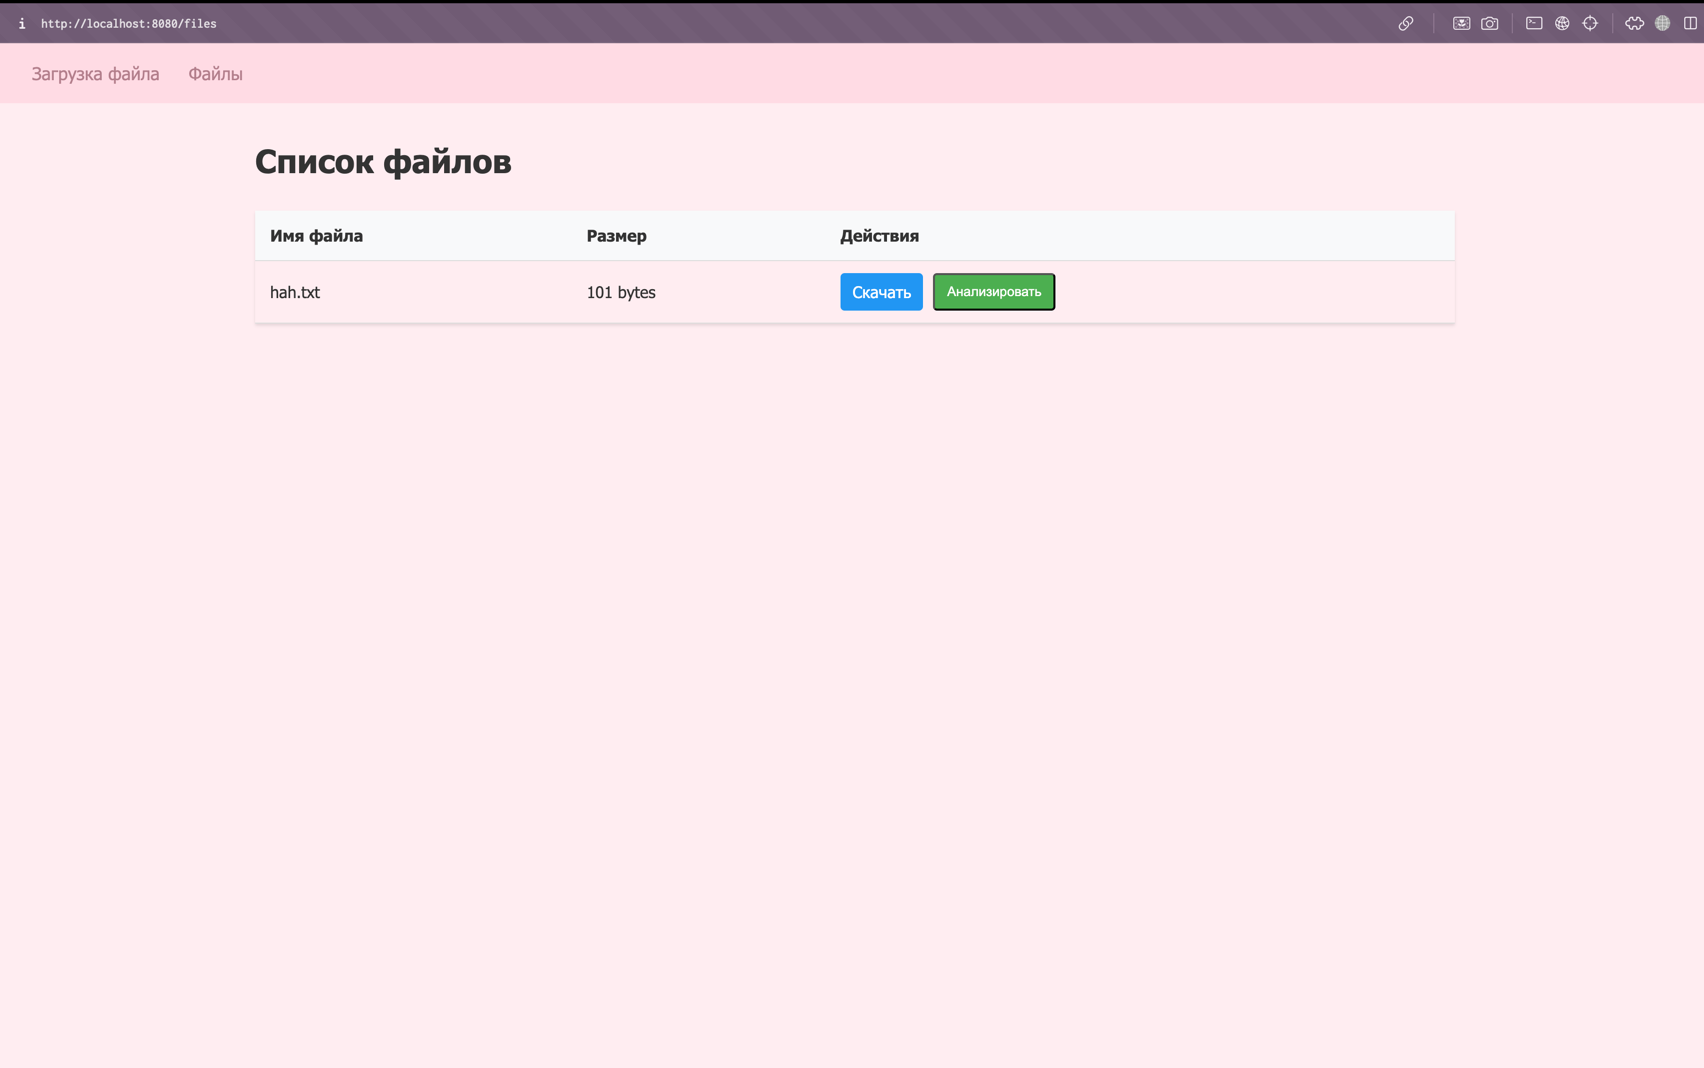 http://localhost:8080/files
Загрузка файла Файлы
Список файлов
Имя файла Размер Действия
hah.txt 101 bytes Скачать Анализировать